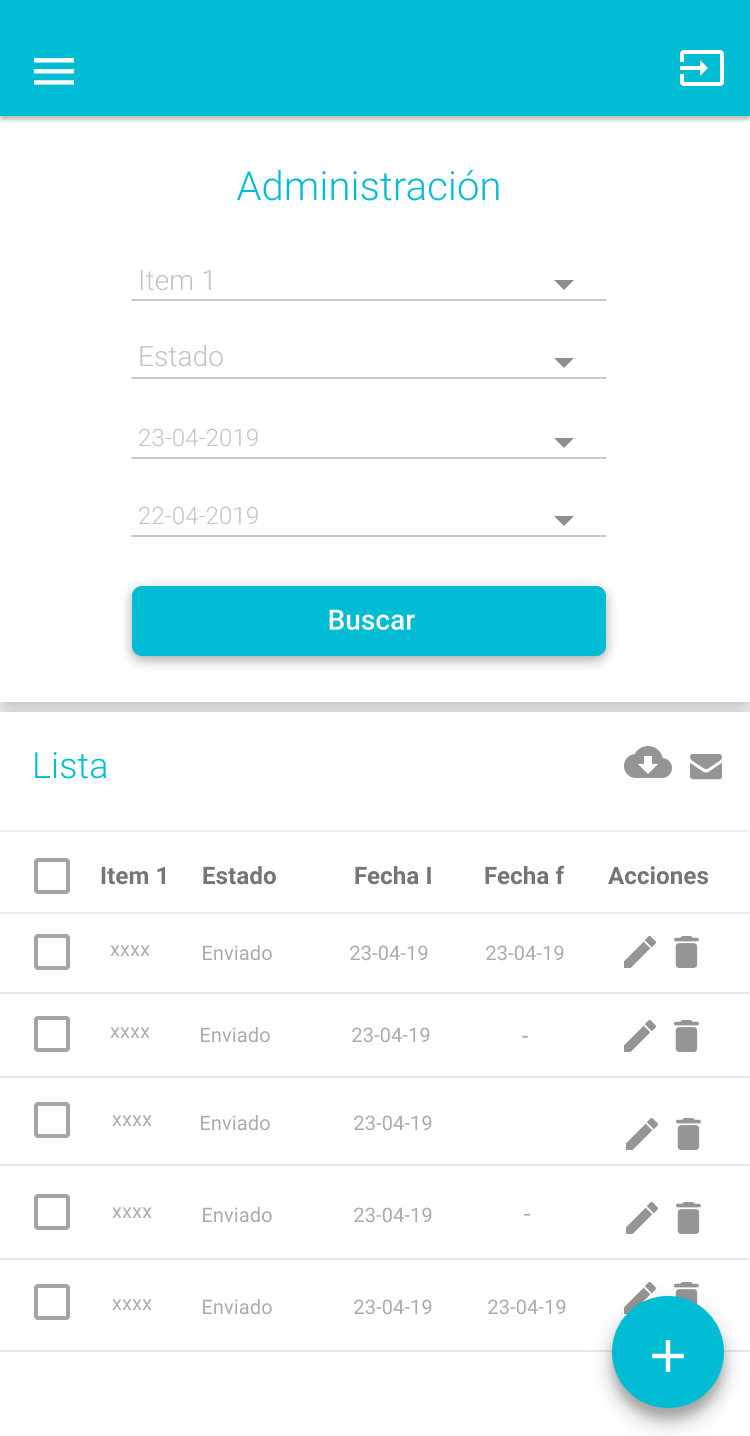 Administración
Item 1
Estado
23-04-2019
22-04-2019
Buscar
Lista
Item 1 Estado Fecha I Fecha f Acciones
xxxx Enviado 23-04-19 23-04-19
xxxx Enviado 23-04-19 -
xxxx Enviado 23-04-19
xxxx Enviado 23-04-19 -
xxxx Enviado 23-04-19 23-04-19